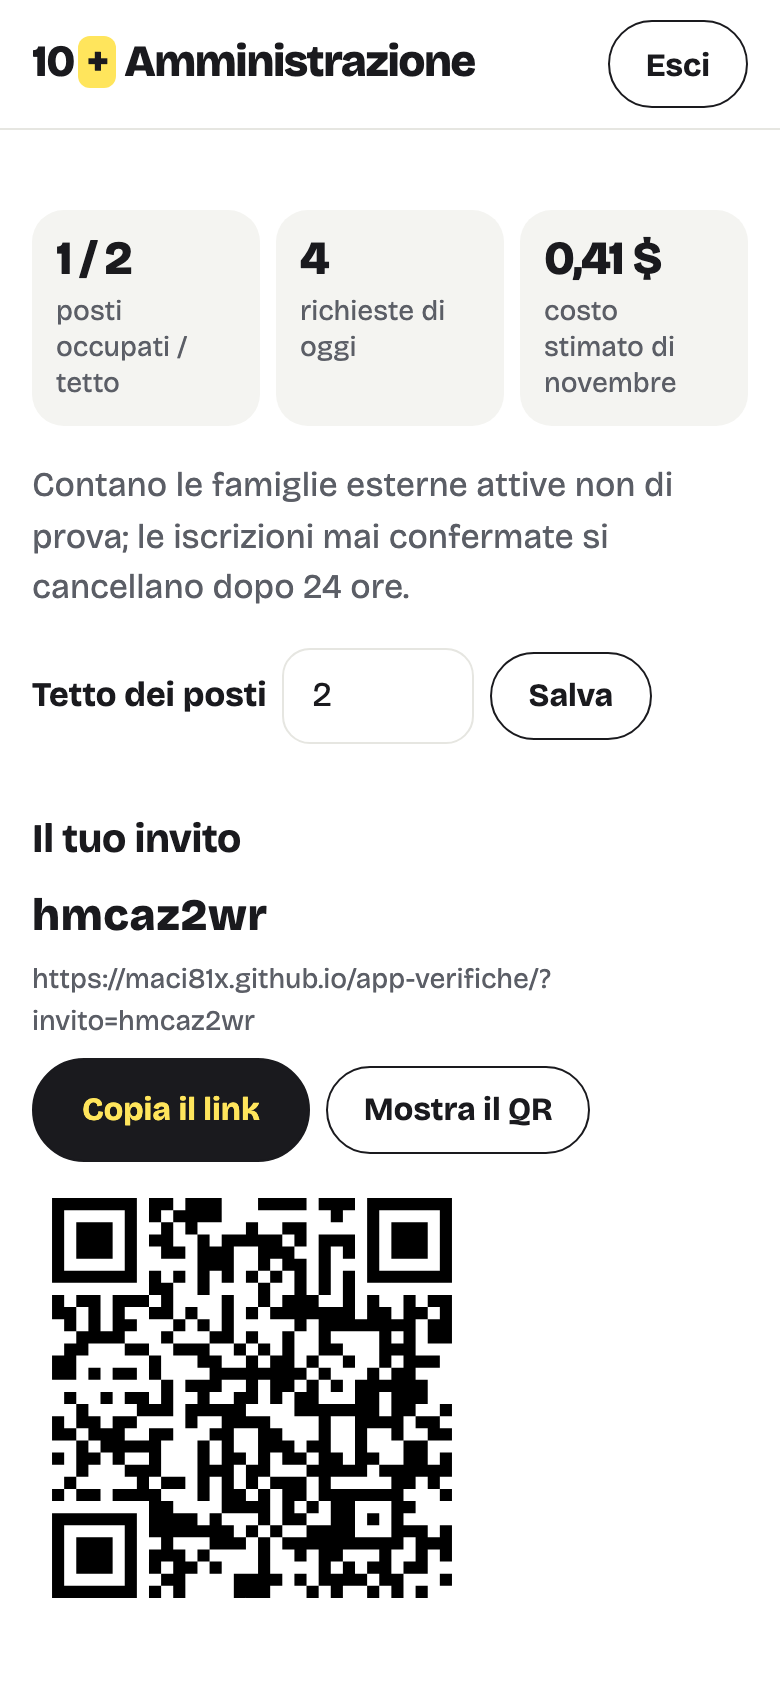 10 + Amministrazione
Esci
1 / 2
posti
occupati /
tetto
4
richieste di
oggi
0,41 $
costo
stimato di
novembre
Contano le famiglie esterne attive non di
prova; le iscrizioni mai confermate si
cancellano dopo 24 ore.
Tetto dei posti
2
Salva
Il tuo invito
hmcaz2wr
https://maci81x.github.io/app-verifiche/?
invito=hmcaz2wr
Copia il link
Mostra il QR